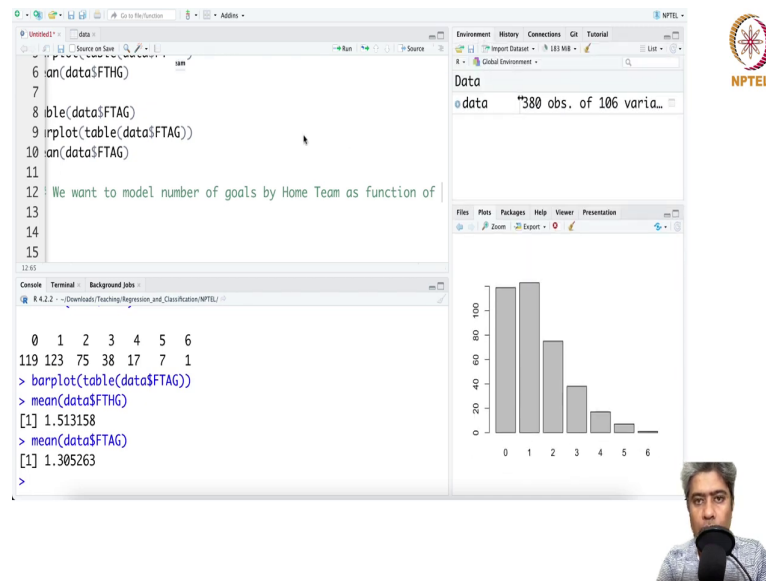 Go to file/function
Addins
NPTEL
Untitled1*
data
Source on Save
Run
Source
eam
6 ean(data$FTHG)
7
8 able(data$FTAG)
9 arplot(table(data$FTAG))
10 ean(data$FTAG)
11
12 We want to model number of goals by Home Team as function of
13
14
15
12:65
Console Terminal Background Jobs
R 4.2.2 · ~/Downloads/Teaching/Regression_and_Classification/NPTEL/
0 1 2 3 4 5 6
119 123 75 38 17 7 1
> barplot(table(data$FTAG))
> mean(data$FTHG)
[1] 1.513158
> mean(data$FTAG)
[1] 1.305263
>
Environment History Connections Git Tutorial
Import Dataset 183 MiB List
R Global Environment
Data
data 380 obs. of 106 varia…
Files Plots Packages Help Viewer Presentation
Zoom Export
100
80
60
40
20
0
0 1 2 3 4 5 6
NPTEL